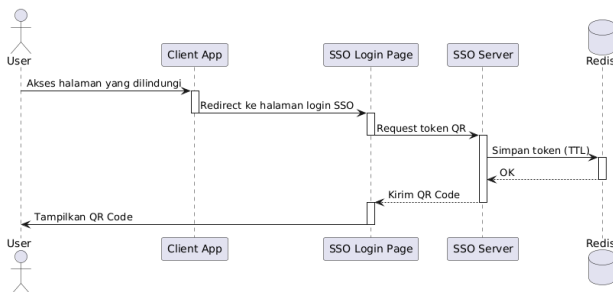 User
Client App
SSO Login Page
SSO Server
Redis
Akses halaman yang dilindungi
Redirect ke halaman login SSO
Request token QR
Simpan token (TTL)
OK
Kirim QR Code
Tampilkan QR Code
User
Client App
SSO Login Page
SSO Server
Redis